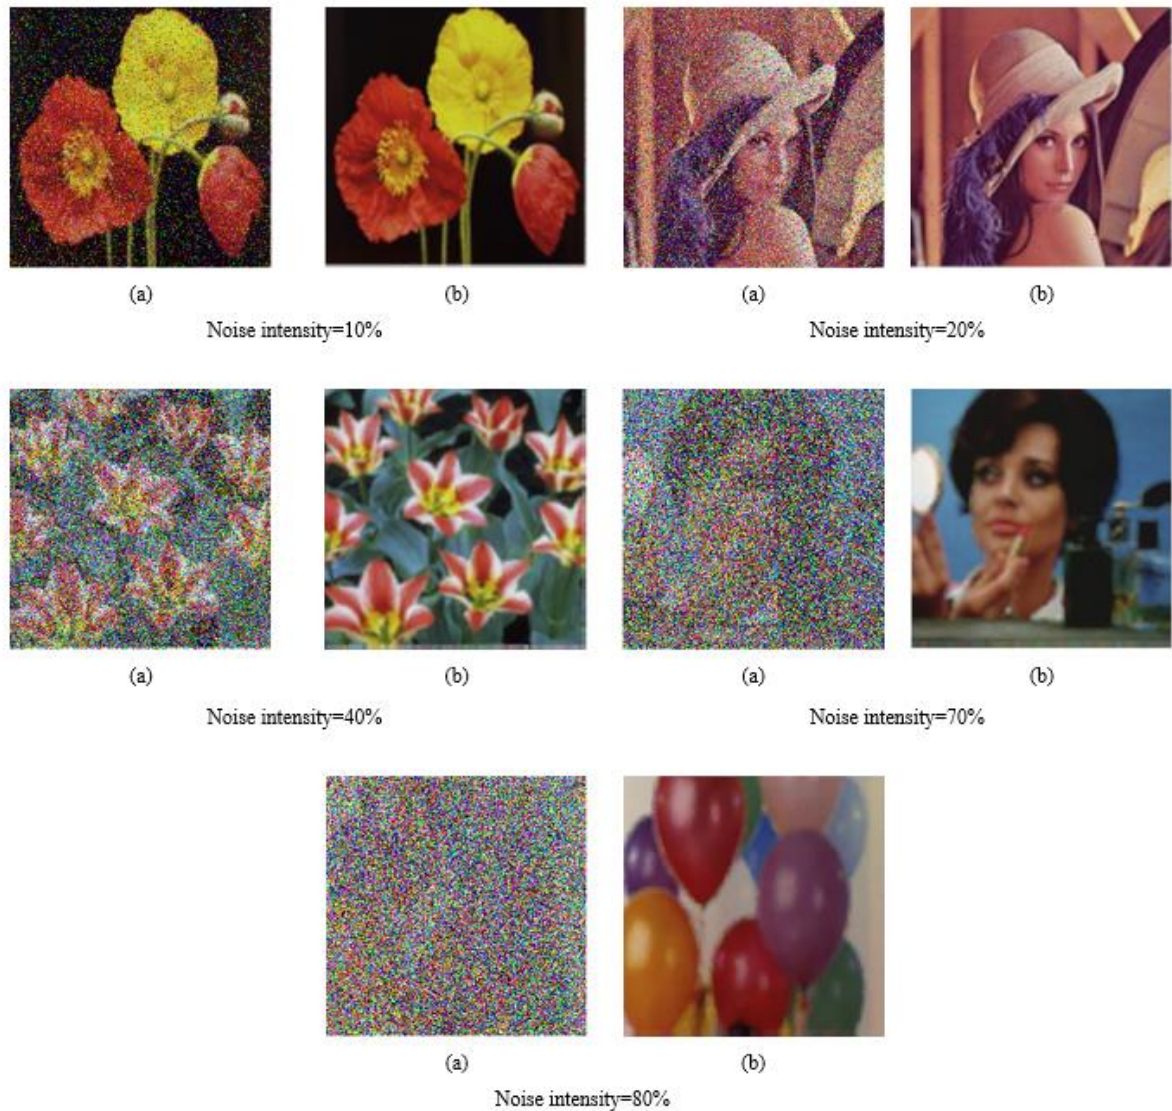 (a) (b) (a) (b)
Noise intensity=10% Noise intensity=20%
(a) (b) (a) (b)
Noise intensity=40% Noise intensity=70%
(a) (b)
Noise intensity=80%